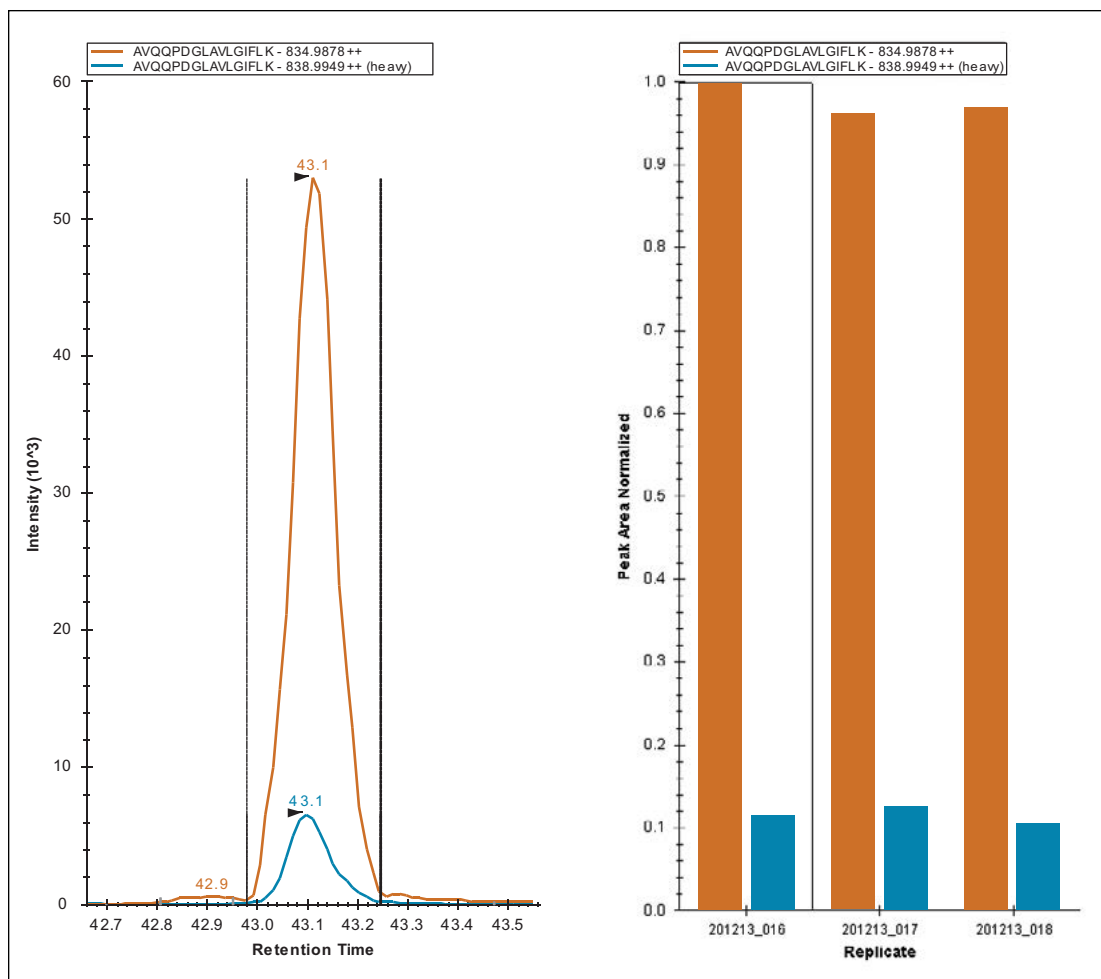 AVQQPDGLAVLGIFLK - 834.9878++
AVQQPDGLAVLGIFLK - 838.9949++ (heavy)
60
50
40
30
20
10
0
Intensity (10^3)
43.1
43.1
42.9
42.7 42.8 42.9 43.0 43.1 43.2 43.3 43.4 43.5
Retention Time
AVQQPDGLAVLGIFLK - 834.9878++
AVQQPDGLAVLGIFLK - 838.9949++ (heavy)
1.0
0.9
0.8
0.7
0.6
0.5
0.4
0.3
0.2
0.1
0.0
Peak Area Normalized
201213_016 201213_017 201213_018
Replicate